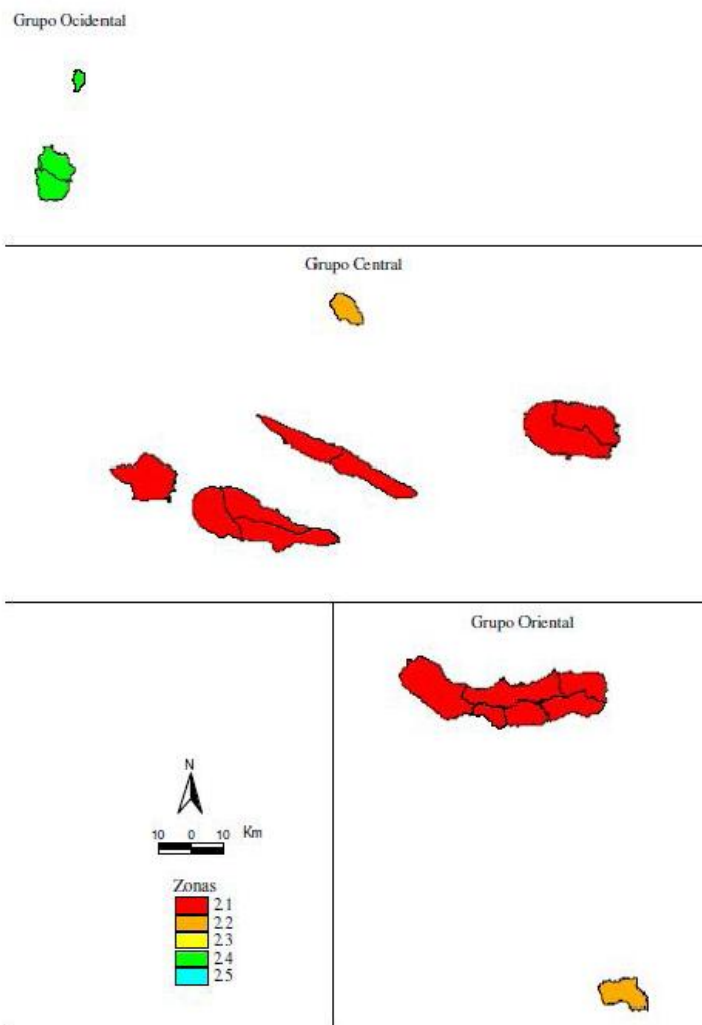 Grupo Ocidental
Grupo Central
Grupo Oriental
N
10 0 10 Km
Zonas
2.1
2.2
2.3
2.4
2.5